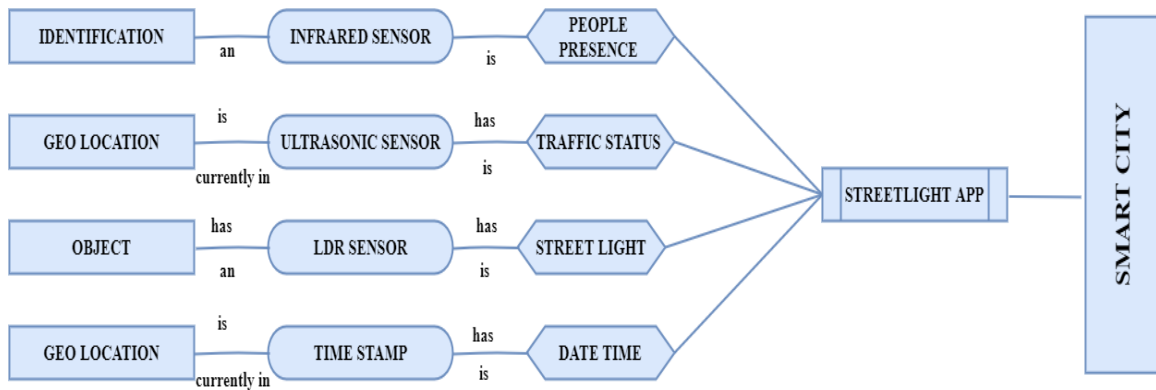 IDENTIFICATION
an
INFRARED SENSOR
is
PEOPLE
PRESENCE
GEO LOCATION
is
currently in
ULTRASONIC SENSOR
has
is
TRAFFIC STATUS
OBJECT
has
an
LDR SENSOR
has
is
STREET LIGHT
GEO LOCATION
is
currently in
TIME STAMP
has
is
DATE TIME
STREETLIGHT APP
SMART CITY